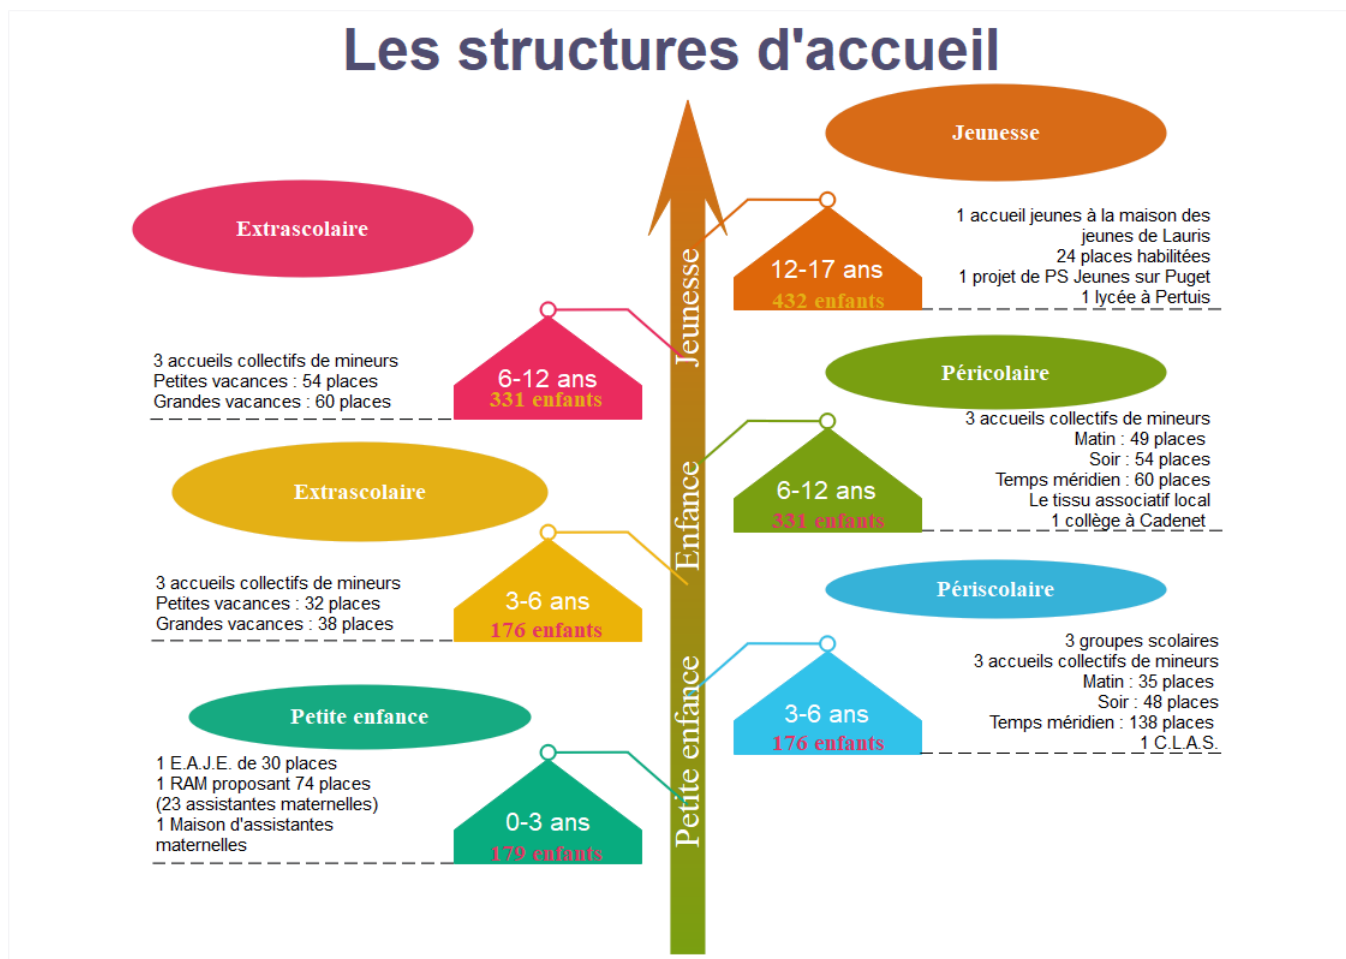 Les structures d'accueil
Jeunesse
12-17 ans
432 enfants
1 accueil jeunes à la maison des
jeunes de Lauris
24 places habilitées
1 projet de PS Jeunes sur Puget
1 lycée à Pertuis
Extrascolaire
6-12 ans
331 enfants
3 accueils collectifs de mineurs
Petites vacances : 54 places
Grandes vacances : 60 places
Péricolaire
6-12 ans
331 enfants
3 accueils collectifs de mineurs
Matin : 49 places
Soir : 54 places
Temps méridien : 60 places
Le tissu associatif local
1 collège à Cadenet
Extrascolaire
3-6 ans
176 enfants
3 accueils collectifs de mineurs
Petites vacances : 32 places
Grandes vacances : 38 places
Périscolaire
3-6 ans
176 enfants
3 groupes scolaires
3 accueils collectifs de mineurs
Matin : 35 places
Soir : 48 places
Temps méridien : 138 places
1 C.L.A.S.
Petite enfance
0-3 ans
179 enfants
1 E.A.J.E. de 30 places
1 RAM proposant 74 places
(23 assistantes maternelles)
1 Maison d'assistantes
maternelles
Jeunesse
Enfance
Petite enfance